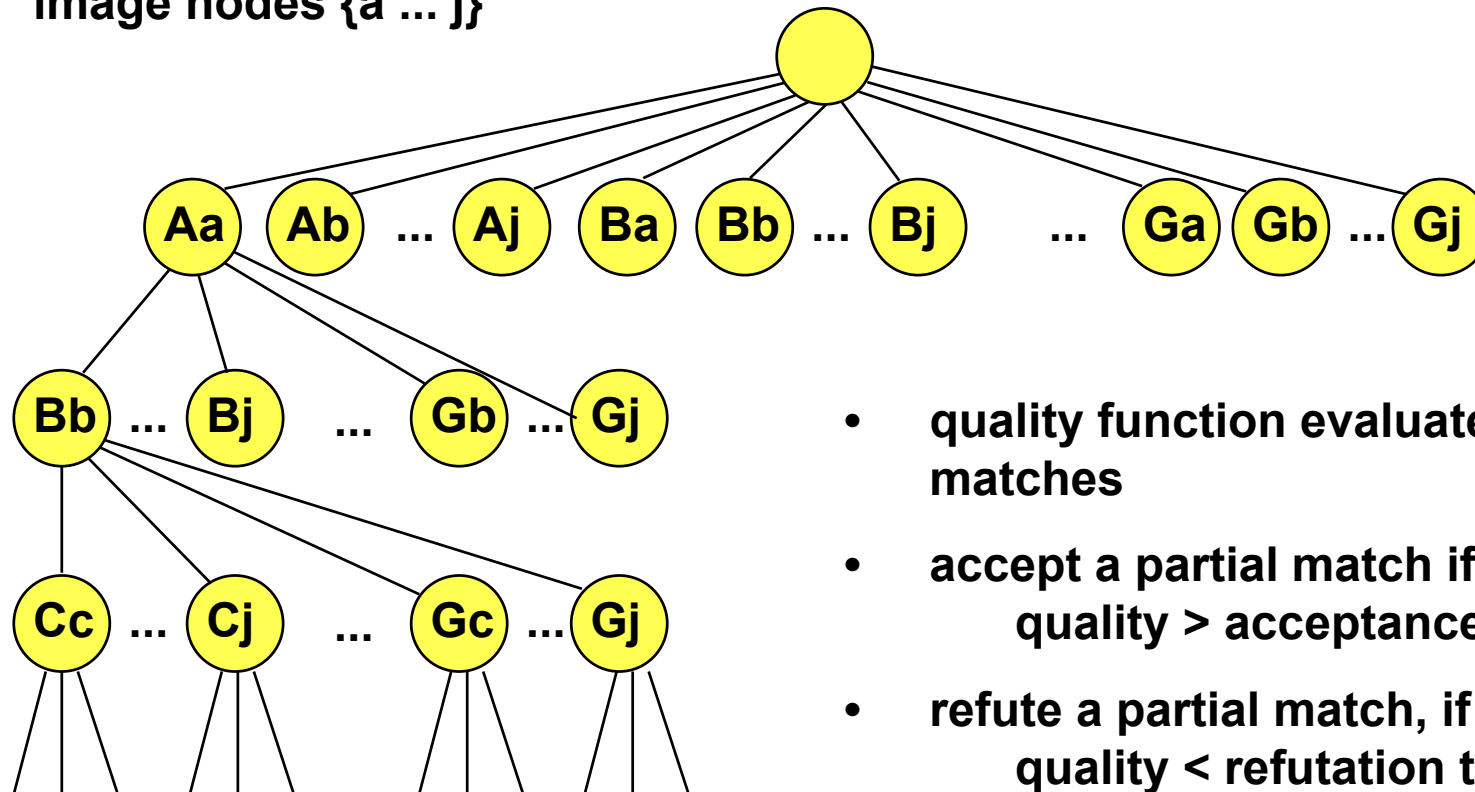 image nodes {a ... j}
Aa Ab ... Aj Ba Bb ... Bj ... Ga Gb ... Gj
Bb ... Bj ... Gb ... Gj
• quality function evaluate
matches
• accept a partial match if
quality > acceptance
Cc ... Cj ... Gc ... Gj
• refute a partial match, if
quality < refutation t